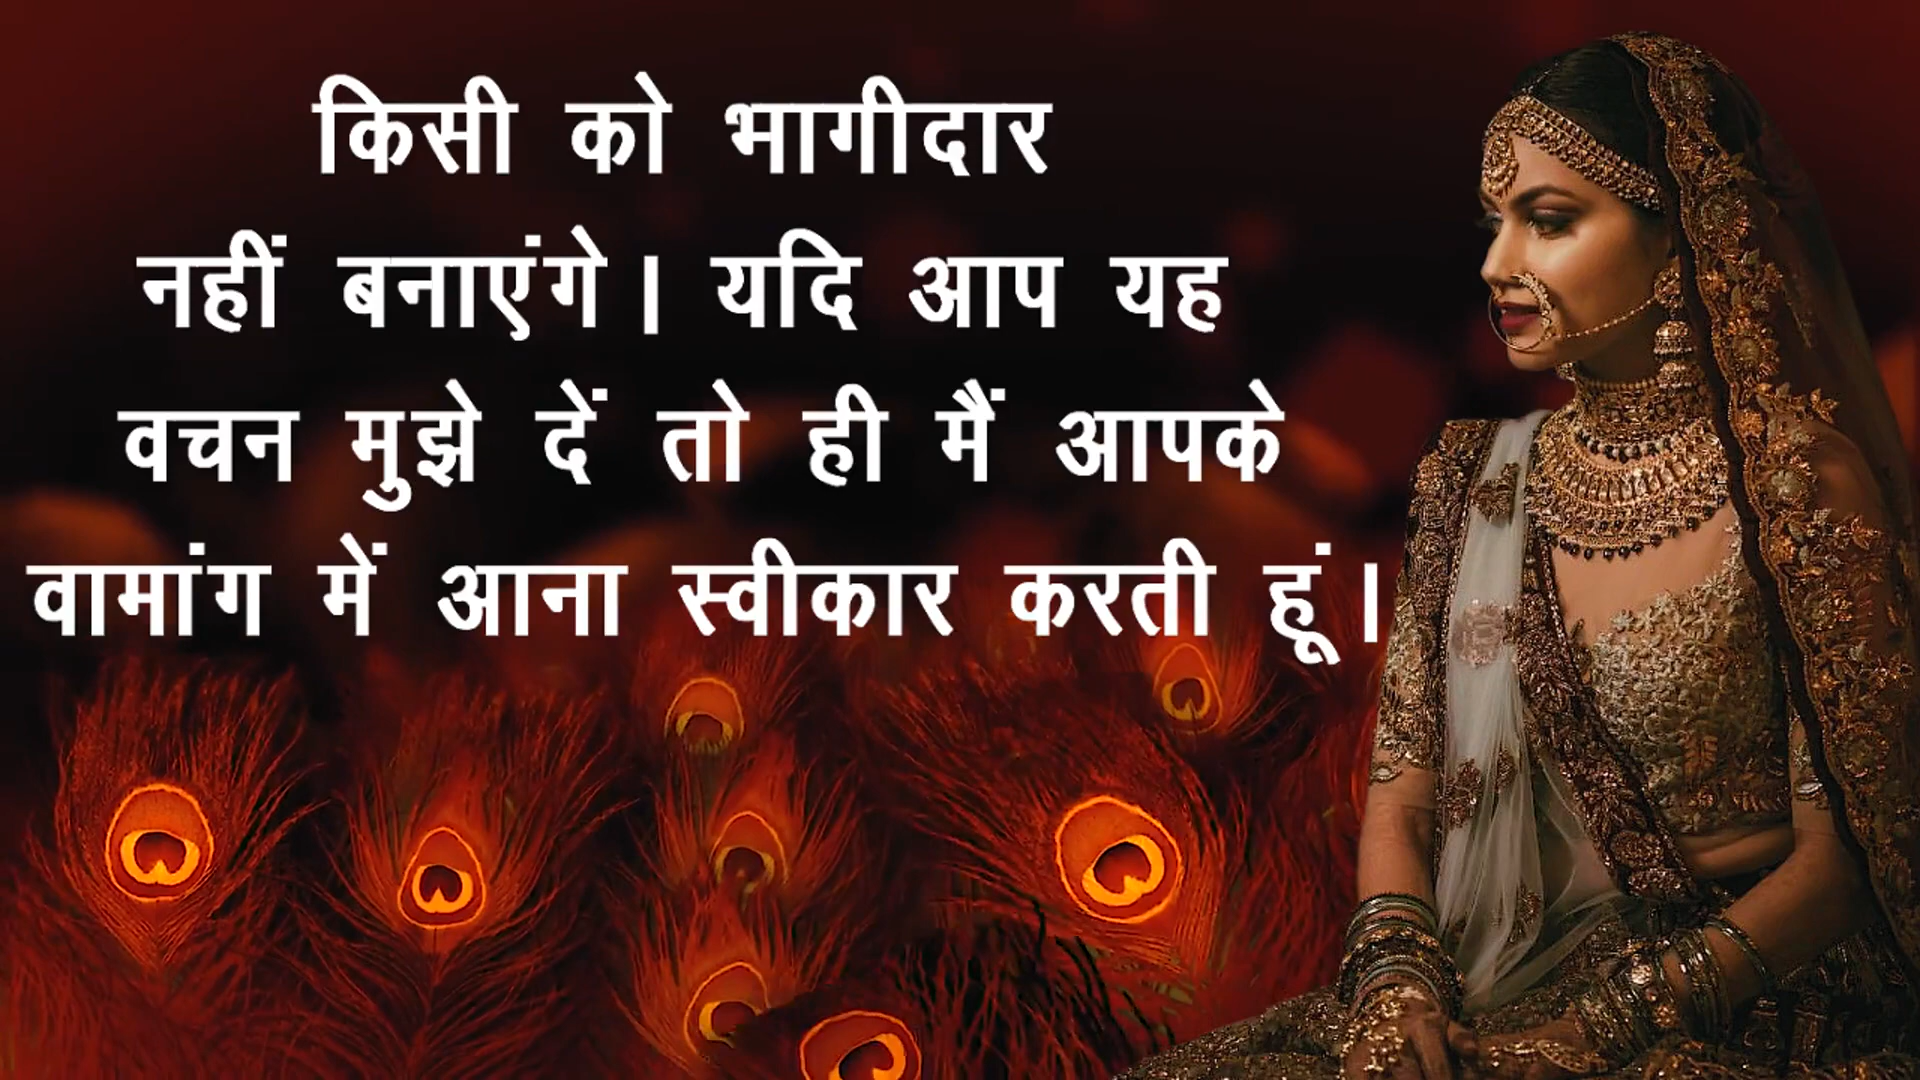 किसी को भागीदार
नहीं बनाएंगे। यदि आप यह
वचन मुझे दें तो ही मैं आपके
वामांग में आना स्वीकार करती हूं।